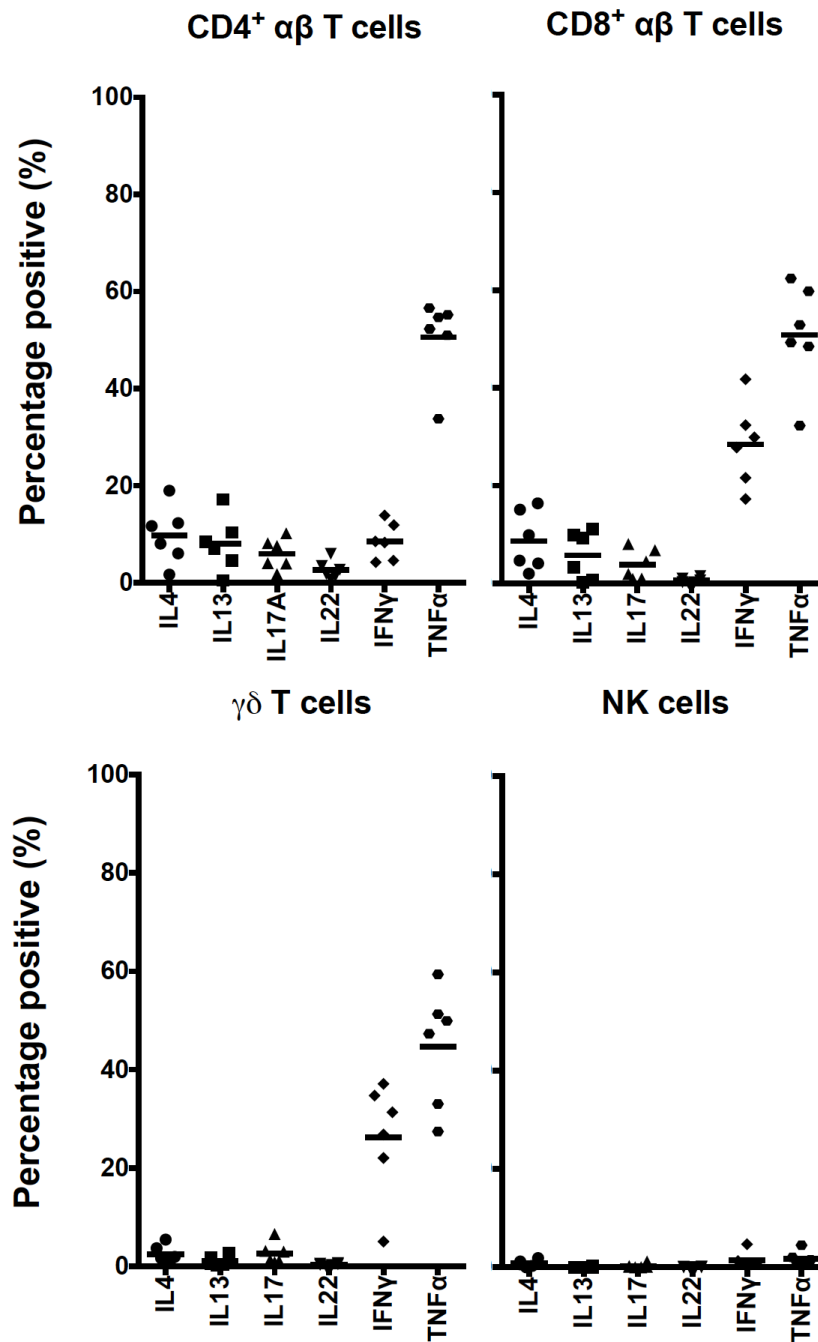 CD4⁺ αβ T cells
CD8⁺ αβ T cells
Percentage positive (%)
100
80
60
40
20
0
IL4
IL13
IL17A
IL22
IFNγ
TNFα
IL4
IL13
IL17
IL22
IFNγ
TNFα
γδ T cells
NK cells
Percentage positive (%)
100
80
60
40
20
0
IL4
IL13
IL17
IL22
IFNγ
TNFα
IL4
IL13
IL17
IL22
IFNγ
TNFα